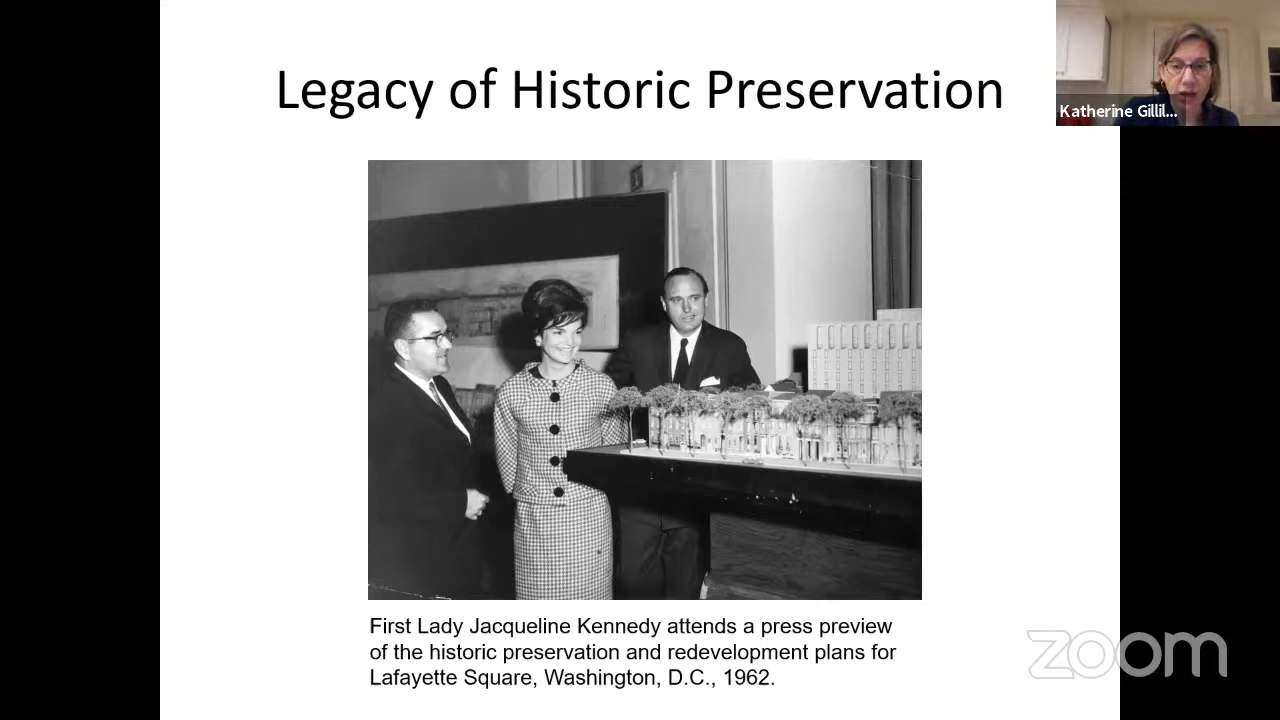 Legacy of Historic Preservation
Katherine Gillil...
First Lady Jacqueline Kennedy attends a press preview
of the historic preservation and redevelopment plans for
Lafayette Square, Washington, D.C., 1962.
zoom